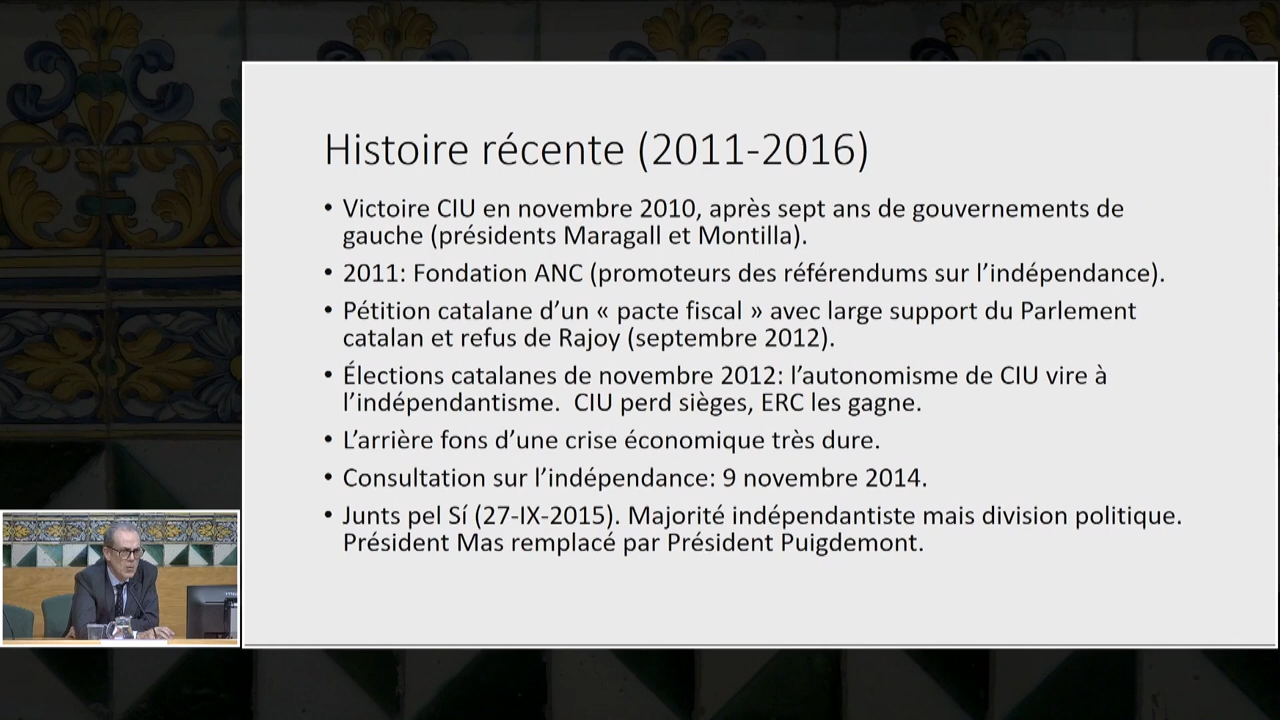 Histoire récente (2011-2016)
• Victoire CIU en novembre 2010, après sept ans de gouvernements de
gauche (présidents Maragall et Montilla).
• 2011: Fondation ANC (promoteurs des référendums sur l’indépendance).
• Pétition catalane d’un « pacte fiscal » avec large support du Parlement
catalan et refus de Rajoy (septembre 2012).
• Élections catalanes de novembre 2012: l’autonomisme de CIU vire à
l’indépendantisme.  CIU perd sièges, ERC les gagne.
• L’arrière fons d’une crise économique très dure.
• Consultation sur l’indépendance: 9 novembre 2014.
• Junts pel Sí (27-IX-2015). Majorité indépendantiste mais division politique.
Président Mas remplacé par Président Puigdemont.